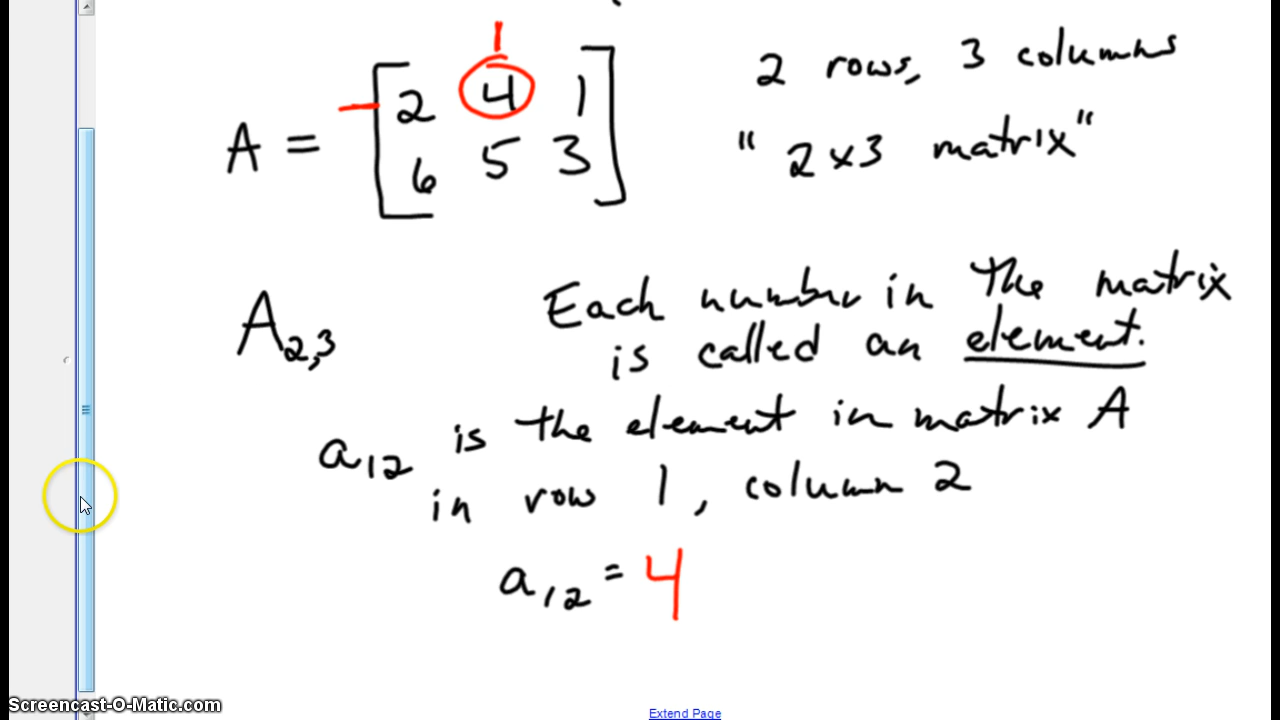 A = [ 2 4 1
6 5 3 ]
2 rows, 3 columns
"2x3 matrix"
A2,3
Each number in the matrix
is called an element.
a12 is the element in matrix A
in row 1, column 2
a12 = 4
Screencast-O-Matic.com
Extend Page